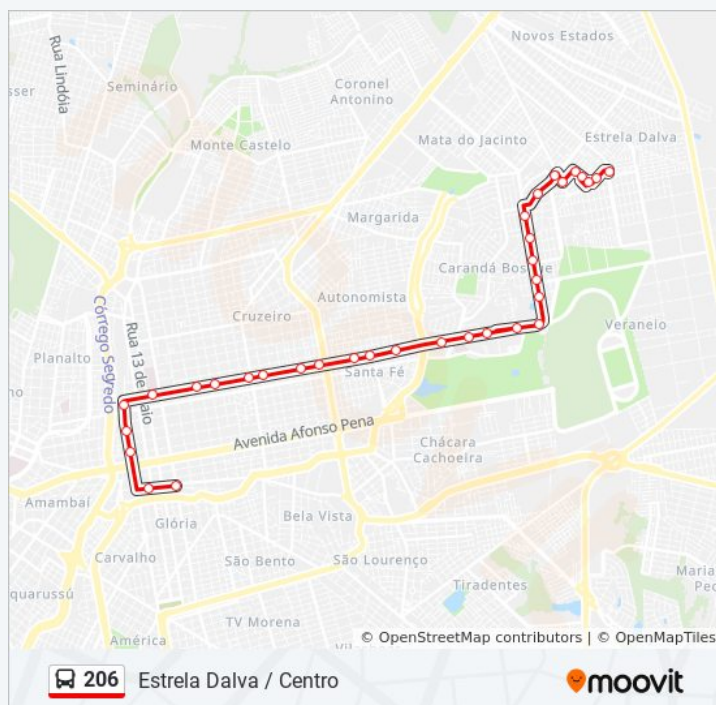 Novos Estados
Rua Lindóia
Coronel
Antonino
Seminário
sser
Estrela Dalva
Mata do Jacinto
Monte Castelo
Margarida
Carandá Bosque
Autonomista
Cruzeiro
Córrego Segredo
Rua 13 de Maio
Veraneio
Planalto
Santa Fé
ho
Avenida Afonso Pena
Chácara
Cachoeira
Amambaí
Glória
Bela Vista
Carvalho
São Bento
São Lourenço
Maria
Pec
Tiradentes
quarussú
TV Morena
América
Vil
© OpenStreetMap contributors | © OpenMapTiles
206
Estrela Dalva / Centro
moovit